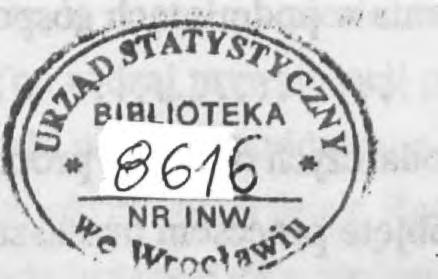 URZĄD STATYSTYCZNY
BIBLIOTEKA
* 8616 *
NR INW.
we Wrocławiu